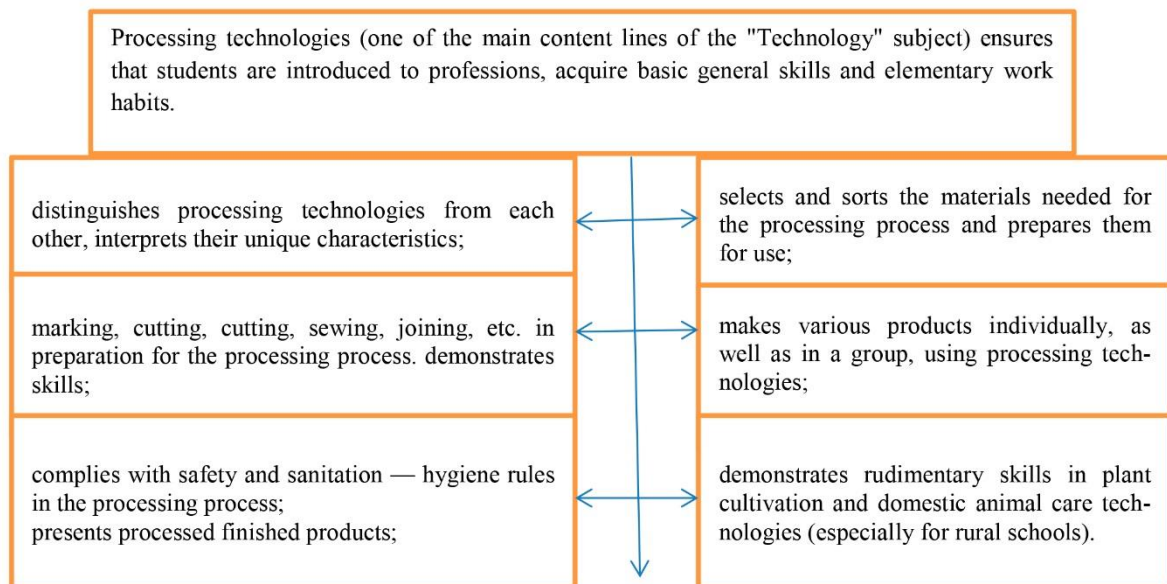 Processing technologies (one of the main content lines of the "Technology" subject) ensures
that students are introduced to professions, acquire basic general skills and elementary work
habits.
distinguishes processing technologies from each
other, interprets their unique characteristics;
selects and sorts the materials needed for
the processing process and prepares them
for use;
marking, cutting, cutting, sewing, joining, etc. in
preparation for the processing process. demonstrates
skills;
makes various products individually, as
well as in a group, using processing tech-
nologies;
complies with safety and sanitation — hygiene rules
in the processing process;
presents processed finished products;
demonstrates rudimentary skills in plant
cultivation and domestic animal care tech-
nologies (especially for rural schools).